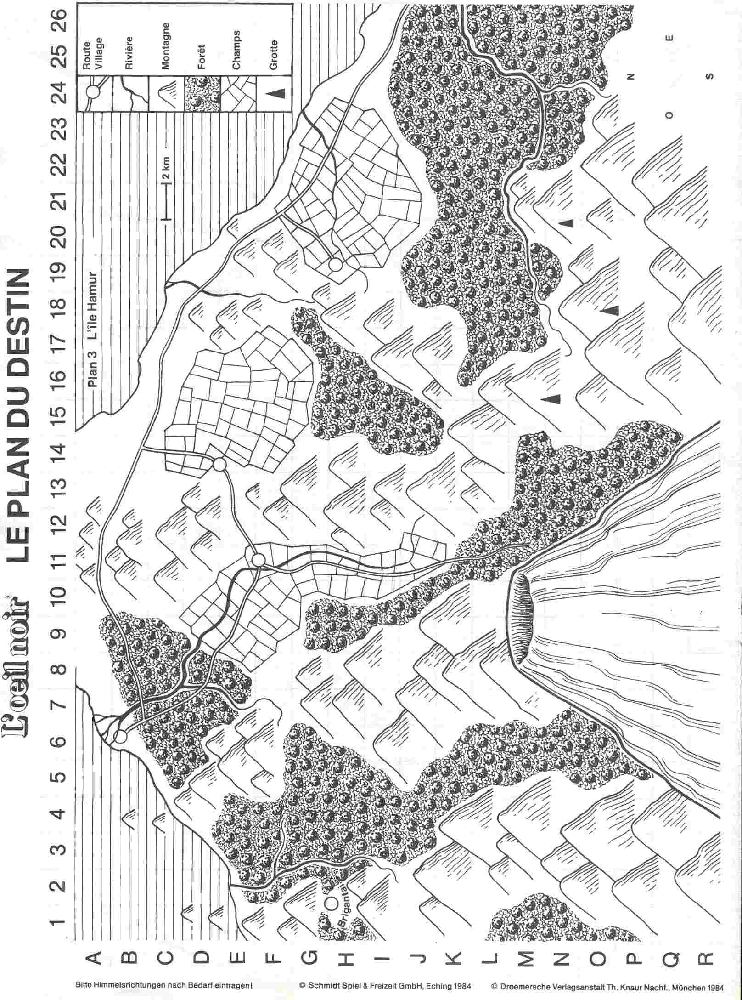 L'oeil noir © LE PLAN DU DESTIN
1 2 3 4 5 6 7 8 9 10 11 12 13 14 15 16 17 18 19 20 21 22 23 24 25 26
A
B
C
D
E
F
G
H
I
J
K
L
M
N
O
P
Q
R
Plan 3 L'île Hamur
2 km
Route
Village
Rivière
Montagne
Forêt
Champs
Grotte
Brigantai
N
O E
S
Bitte Himmelsrichtungen nach Bedarf eintragen!
© Schmidt Spiel & Freizeit GmbH, Eching 1984
© Droemersche Verlagsanstalt Th. Knaur Nachf., München 1984